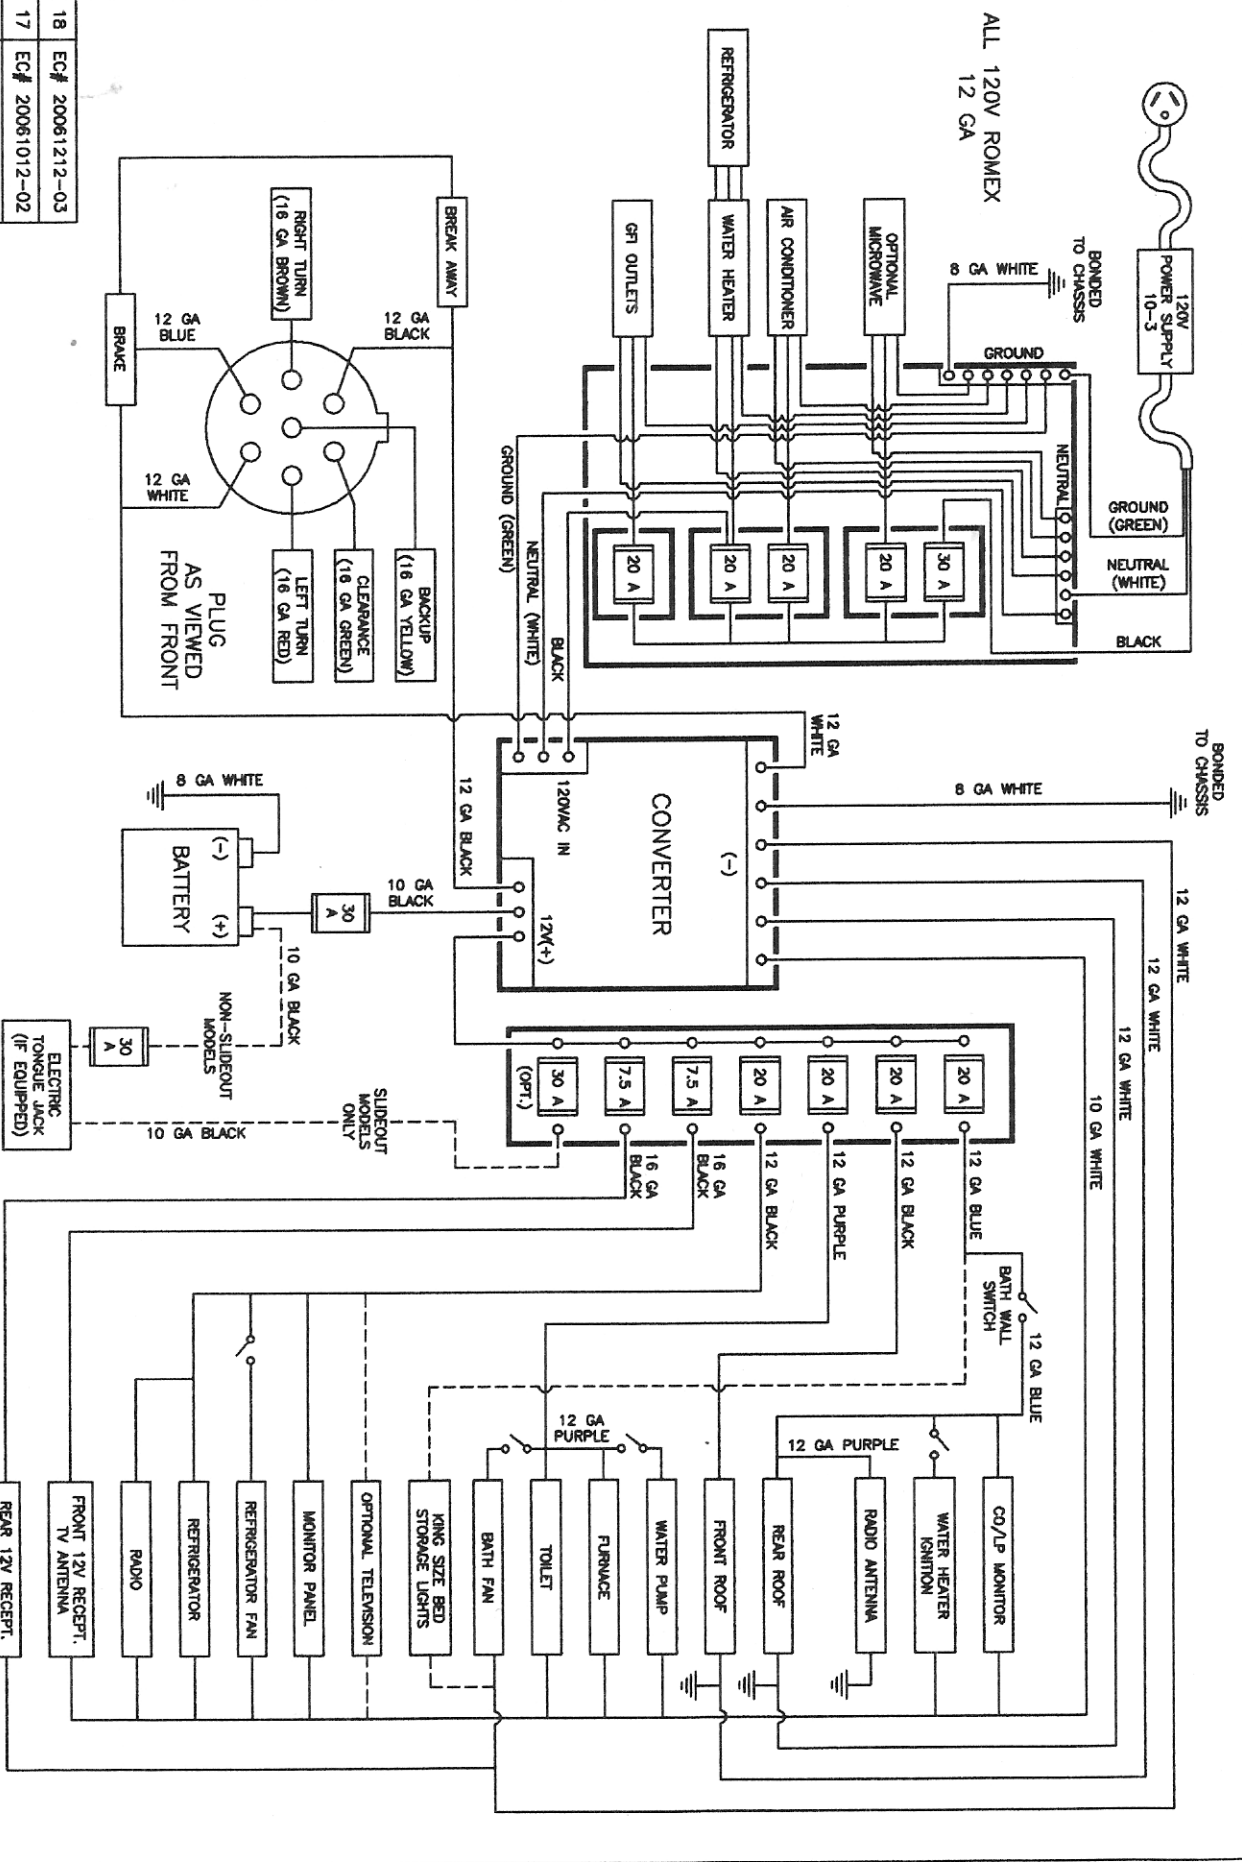 18 EC# 20061212-03
17 EC# 20061012-02
ALL 120V ROMEX
12 GA
120V
POWER SUPPLY
10-3
BONDED
TO CHASSIS
8 GA WHITE
REFRIGERATOR
GFI OUTLETS
WATER HEATER
AIR CONDITIONER
OPTIONAL
MICROWAVE
GROUND
NEUTRAL
GROUND
(GREEN)
NEUTRAL
(WHITE)
BLACK
20 A
20 A
20 A
20 A
30 A
GROUND (GREEN)
NEUTRAL (WHITE)
BLACK
BREAK AWAY
BRAKE
RIGHT TURN
(16 GA BROWN)
12 GA
BLUE
12 GA
BLACK
12 GA
WHITE
LEFT TURN
(16 GA RED)
CLEARANCE
(16 GA GREEN)
BACKUP
(16 GA YELLOW)
PLUG
AS VIEWED
FROM FRONT
12 GA
WHITE
BONDED
TO CHASSIS
8 GA WHITE
CONVERTER
120VAC IN
(-)
12V(+)
12 GA BLACK
10 GA
BLACK
8 GA WHITE
BATTERY
(-)
(+)
30
A
10 GA BLACK
NON-SLIDEOUT
MODELS
30
A
ELECTRIC
TONGUE JACK
(IF EQUIPPED)
10 GA BLACK
SLIDEOUT
MODELS
ONLY
12 GA WHITE
12 GA WHITE
12 GA WHITE
10 GA WHITE
30 A
(OPT.)
7.5 A
7.5 A
20 A
20 A
20 A
20 A
16 GA
BLACK
16 GA
BLACK
12 GA BLACK
12 GA PURPLE
12 GA BLACK
12 GA BLUE
BATH WALL
SWITCH
12 GA BLUE
12 GA
PURPLE
12 GA PURPLE
REAR 12V RECEPT.
FRONT 12V RECEPT.
TV ANTENNA
RADIO
REFRIGERATOR
REFRIGERATOR FAN
MONITOR PANEL
OPTIONAL TELEVISION
KING SIZE BED
STORAGE LIGHTS
BATH FAN
TOILET
FURNACE
WATER PUMP
FRONT ROOF
REAR ROOF
RADIO ANTENNA
WATER HEATER
IGNITION
CO/LP MONITOR